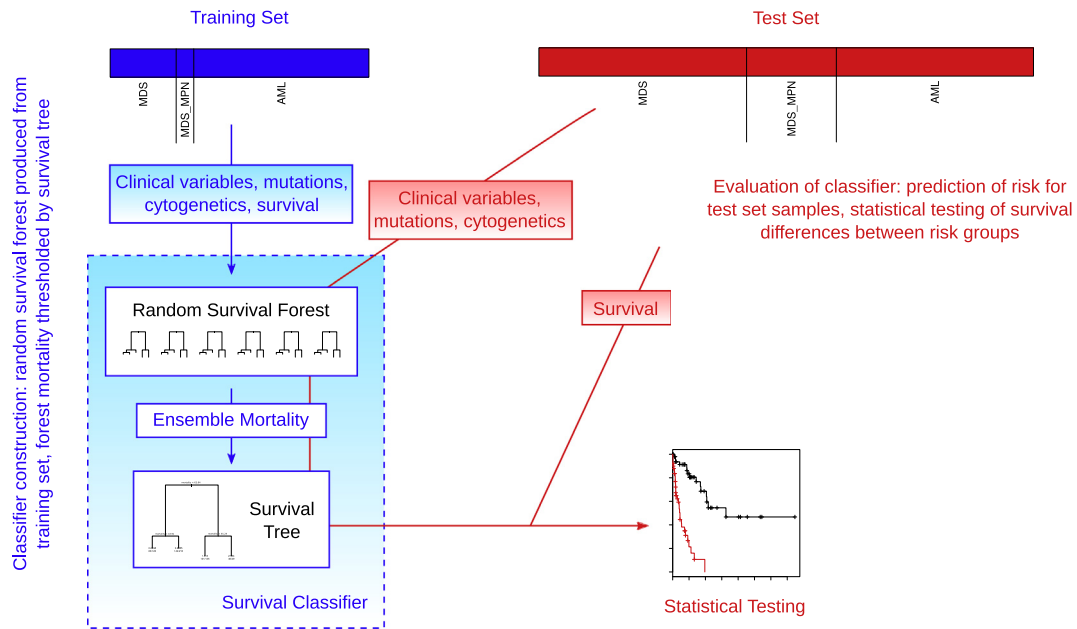 Training Set
Test Set
MDS
MDS_MPN
AML
MDS
MDS_MPN
AML
Classifier construction: random survival forest produced from
training set, forest mortality thresholded by survival tree
Clinical variables, mutations,
cytogenetics, survival
Clinical variables,
mutations, cytogenetics
Evaluation of classifier: prediction of risk for
test set samples, statistical testing of survival
differences between risk groups
Random Survival Forest
Survival
Ensemble Mortality
Survival
Tree
Survival Classifier
Statistical Testing